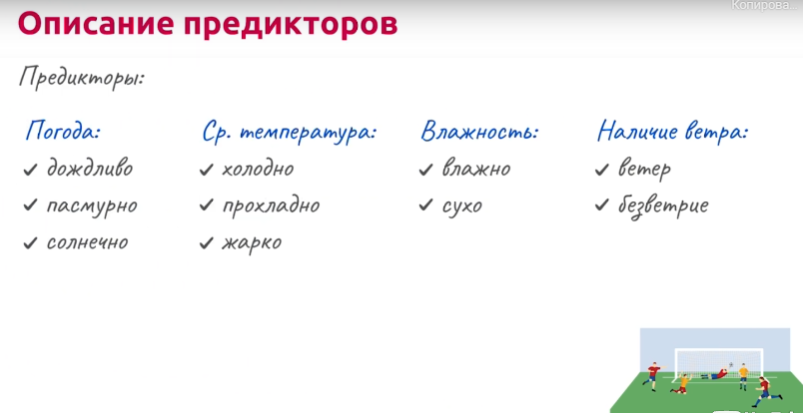 Копирова...
Описание предикторов
Предикторы:
Погода:
✓ дождливо
✓ пасмурно
✓ солнечно
Ср. температура:
✓ холодно
✓ прохладно
✓ жарко
Влажность:
✓ влажно
✓ сухо
Наличие ветра:
✓ ветер
✓ безветрие